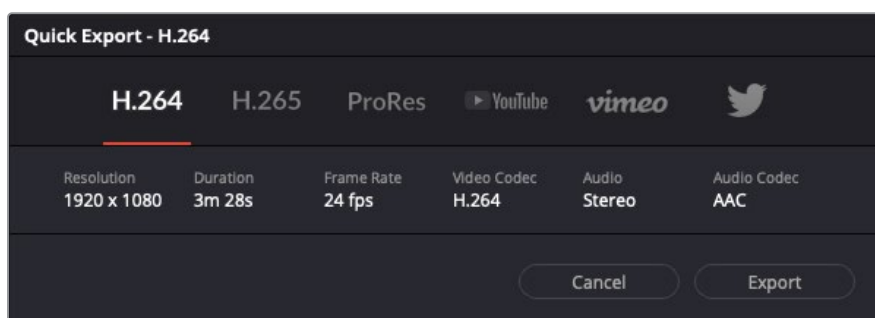 Quick Export - H.264
H.264 H.265 ProRes YouTube vimeo
Resolution Duration Frame Rate Video Codec Audio Audio Codec
1920 x 1080 3m 28s 24 fps H.264 Stereo AAC
Cancel Export